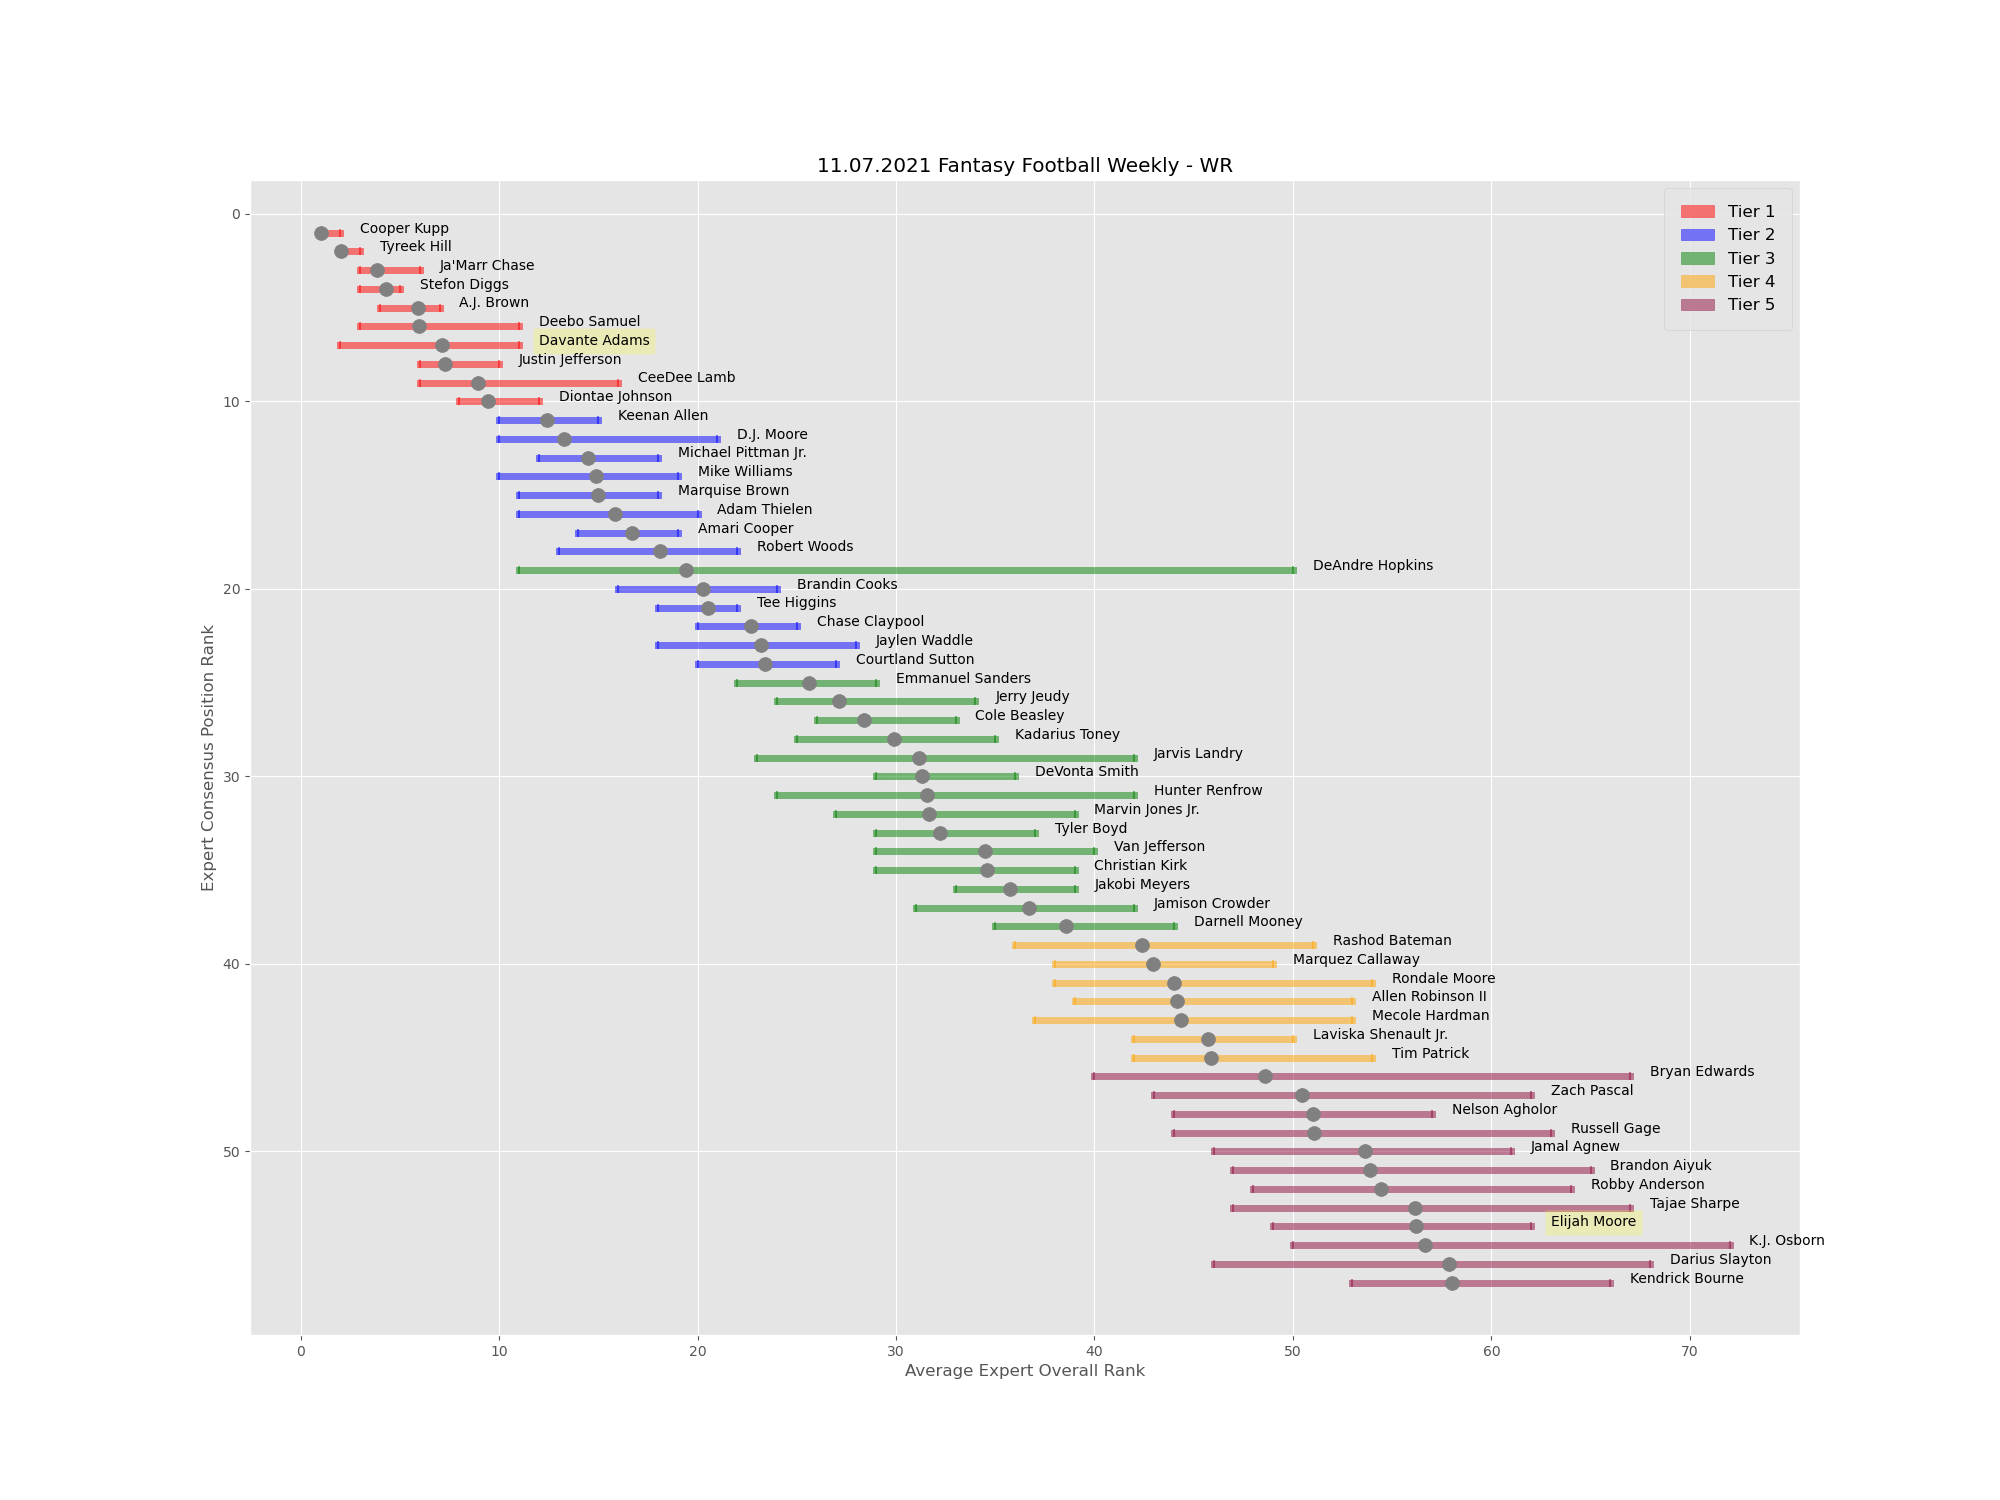 11.07.2021 Fantasy Football Weekly - WR
Tier 1
Tier 2
Tier 3
Tier 4
Tier 5
Expert Consensus Position Rank
0
10
20
30
40
50
Cooper Kupp
Tyreek Hill
Ja'Marr Chase
Stefon Diggs
A.J. Brown
Deebo Samuel
Davante Adams
Justin Jefferson
CeeDee Lamb
Diontae Johnson
Keenan Allen
D.J. Moore
Michael Pittman Jr.
Mike Williams
Marquise Brown
Adam Thielen
Amari Cooper
Robert Woods
DeAndre Hopkins
Brandin Cooks
Tee Higgins
Chase Claypool
Jaylen Waddle
Courtland Sutton
Emmanuel Sanders
Jerry Jeudy
Cole Beasley
Kadarius Toney
Jarvis Landry
DeVonta Smith
Hunter Renfrow
Marvin Jones Jr.
Tyler Boyd
Van Jefferson
Christian Kirk
Jakobi Meyers
Jamison Crowder
Darnell Mooney
Rashod Bateman
Marquez Callaway
Rondale Moore
Allen Robinson II
Mecole Hardman
Laviska Shenault Jr.
Tim Patrick
Bryan Edwards
Zach Pascal
Nelson Agholor
Russell Gage
Jamal Agnew
Brandon Aiyuk
Robby Anderson
Tajae Sharpe
Elijah Moore
K.J. Osborn
Darius Slayton
Kendrick Bourne
0 10 20 30 40 50 60 70
Average Expert Overall Rank